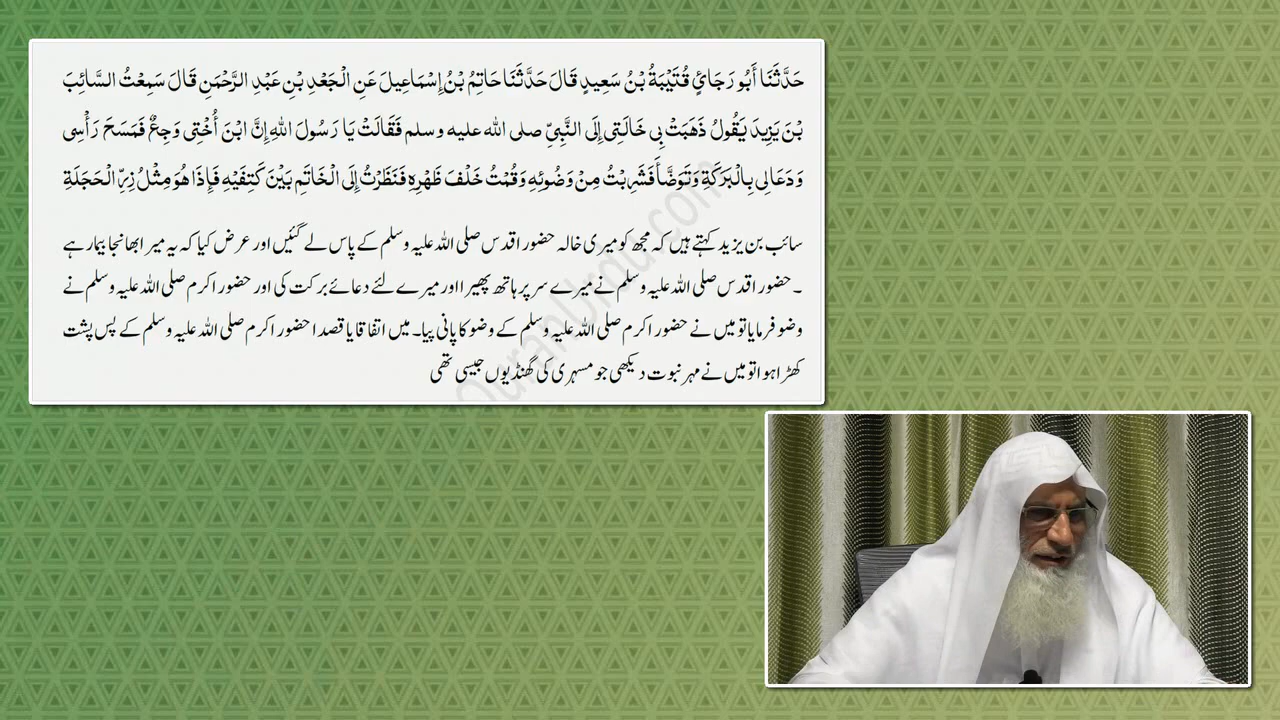 حَدَّثَنَا أَبُو رَجَائٍ قُتَيْبَةُ بْنُ سَعِيدٍ قَالَ حَدَّثَنَا حَاتِمُ بْنُ إِسْمَاعِيلَ عَنِ الْجَعْدِ بْنِ عَبْدِ الرَّحْمَنِ قَالَ سَمِعْتُ السَّائِبَ
بْنَ يَزِيدَ يَقُولُ ذَهَبَتْ بِي خَالَتِي إِلَی النَّبِيِّ صلی الله عليه وسلم فَقَالَتْ يَا رَسُولَ اللهِ إِنَّ ابْنَ أُخْتِي وَجِعٌ فَمَسَحَ رَأْسِي
وَدَعَا لِي بِالْبَرَکَةِ وَتَوَضَّأَ فَشَرِبْتُ مِنْ وَضُوئِهِ وَقُمْتُ خَلْفَ ظَهْرِهِ فَنَظَرْتُ إِلَی الْخَاتَمِ بَيْنَ کَتِفَيْهِ فَإِذَا هُوَ مِثْلُ زِرِّ الْحَجَلَةِ
سائب بن یزید کہتے ہیں کہ مجھ کو میری خالہ حضور اقدس صلی اللہ علیہ وسلم کے پاس لے گئیں اور عرض کیا کہ یہ میرا بھانجا بیمار ہے
۔ حضور اقدس صلی اللہ علیہ وسلم نے میرے سر پر ہاتھ پھیرا اور میرے لئے دعائے برکت کی اور حضور اکرم صلی اللہ علیہ وسلم نے
وضو فرمایا تو میں نے حضور اکرم صلی اللہ علیہ وسلم کے وضو کا پانی پیا۔ میں اتفاقا یا قصدا حضور اکرم صلی اللہ علیہ وسلم کے پس پشت
کھڑا ہوا تو میں نے مہر نبوت دیکھی جو مسہری کی گھنڈیوں جیسی تھی
QuranUrdu.com